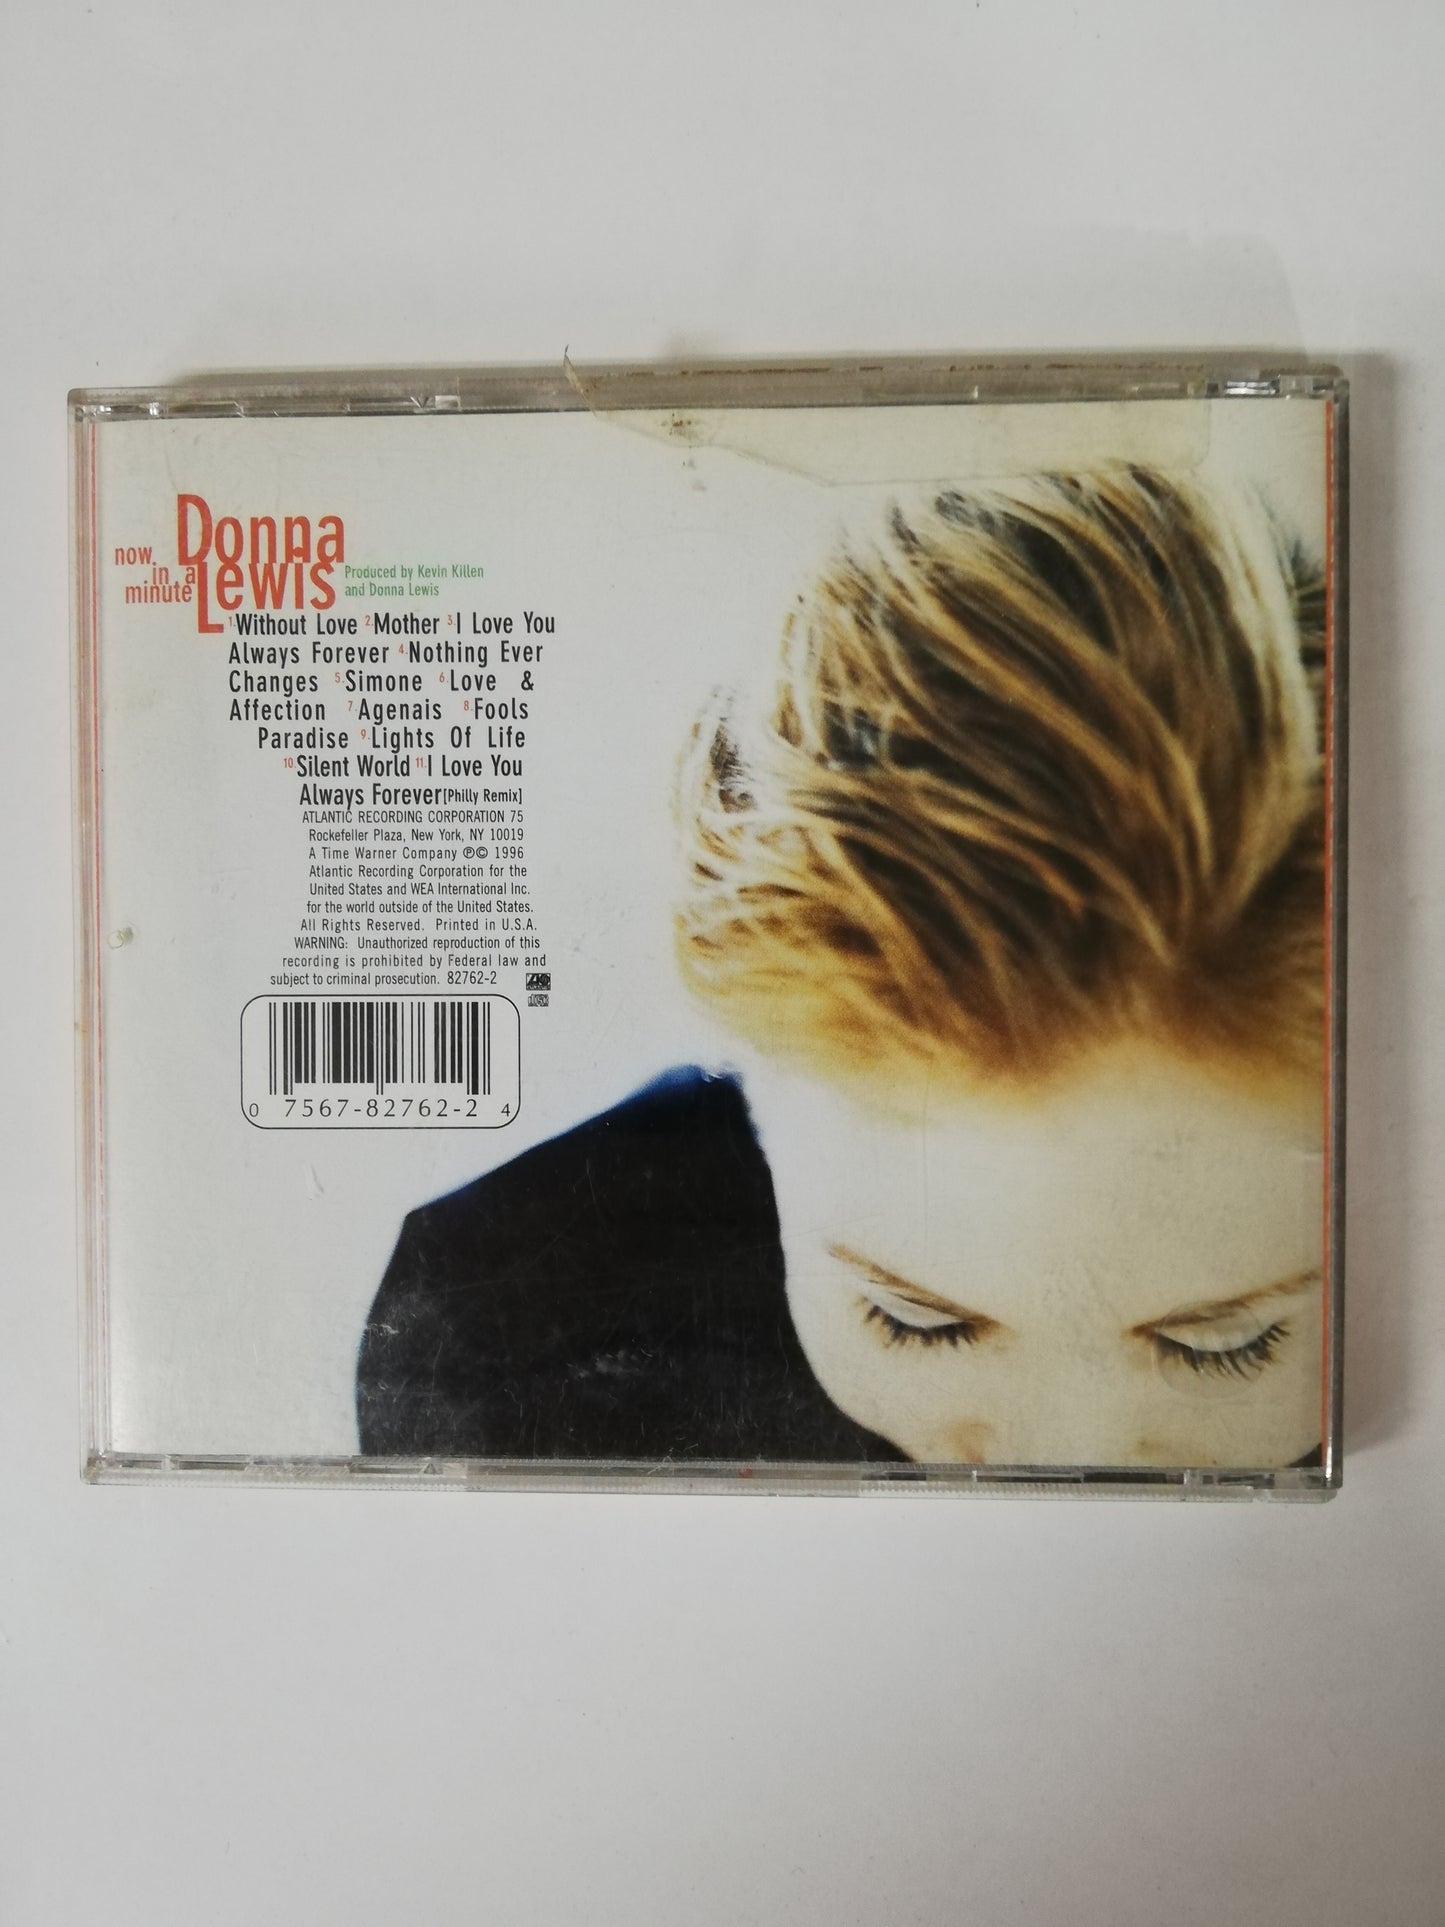 Donna
now
in a
minute
Lewis
Produced by Kevin Killen
and Donna Lewis
1.Without Love 2.Mother 3.I Love You
Always Forever 4.Nothing Ever
Changes 5.Simone 6.Love &
Affection 7.Agenais 8.Fools
Paradise 9.Lights Of Life
10.Silent World 11.I Love You
Always Forever[Philly Remix]
ATLANTIC RECORDING CORPORATION 75
Rockefeller Plaza, New York, NY 10019
A Time Warner Company ℗© 1996
Atlantic Recording Corporation for the
United States and WEA International Inc.
for the world outside of the United States.
All Rights Reserved. Printed in U.S.A.
WARNING: Unauthorized reproduction of this
recording is prohibited by Federal law and
subject to criminal prosecution. 82762-2
0 7567-82762-2 4